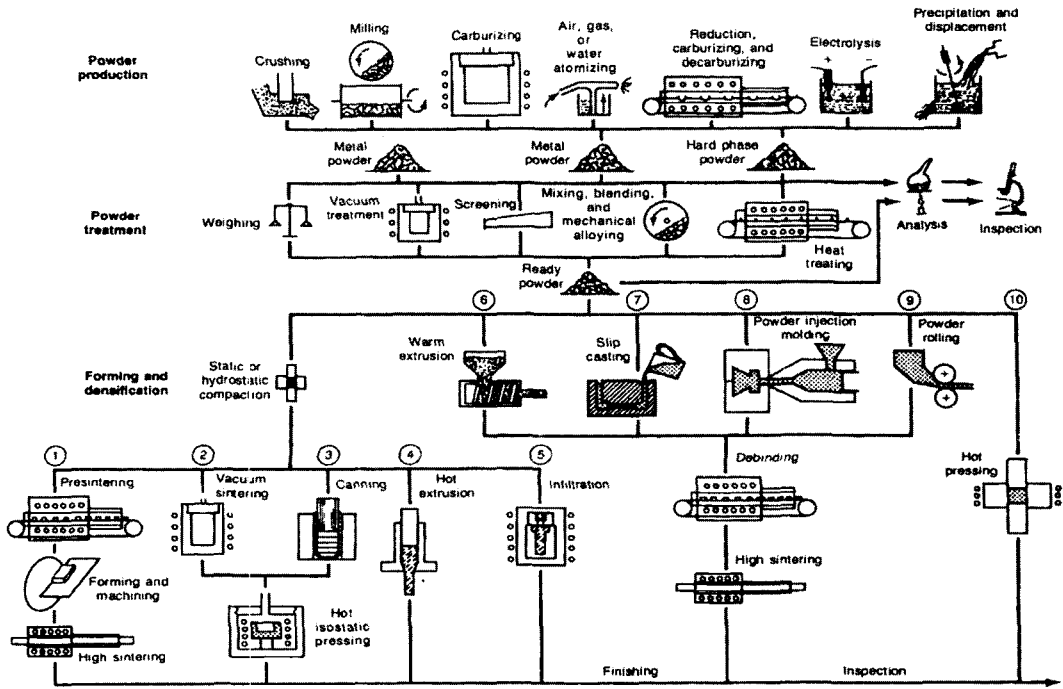 Powder
production
Crushing
Milling
Carburizing
Air, gas,
or
water
atomizing
Reduction,
carburizing, and
decarburizing
Electrolysis
+
−
Precipitation and
displacement
Metal
powder
Metal
powder
Hard phase
powder
Powder
treatment
Weighing
Vacuum
treatment
Screening
Mixing, blending,
and
mechanical
alloying
Heat
treating
Analysis
Inspection
Ready
powder
Forming and
densification
Static or
hydrostatic
compaction
6
Warm
extrusion
7
Slip
casting
8
Powder injection
molding
9
Powder
rolling
+
+
10
Hot
pressing
1
Presintering
Forming and
machining
High sintering
2
Vacuum
sintering
3
Canning
Hot
isostatic
pressing
4
Hot
extrusion
5
Infiltration
Debinding
High sintering
Finishing
Inspection